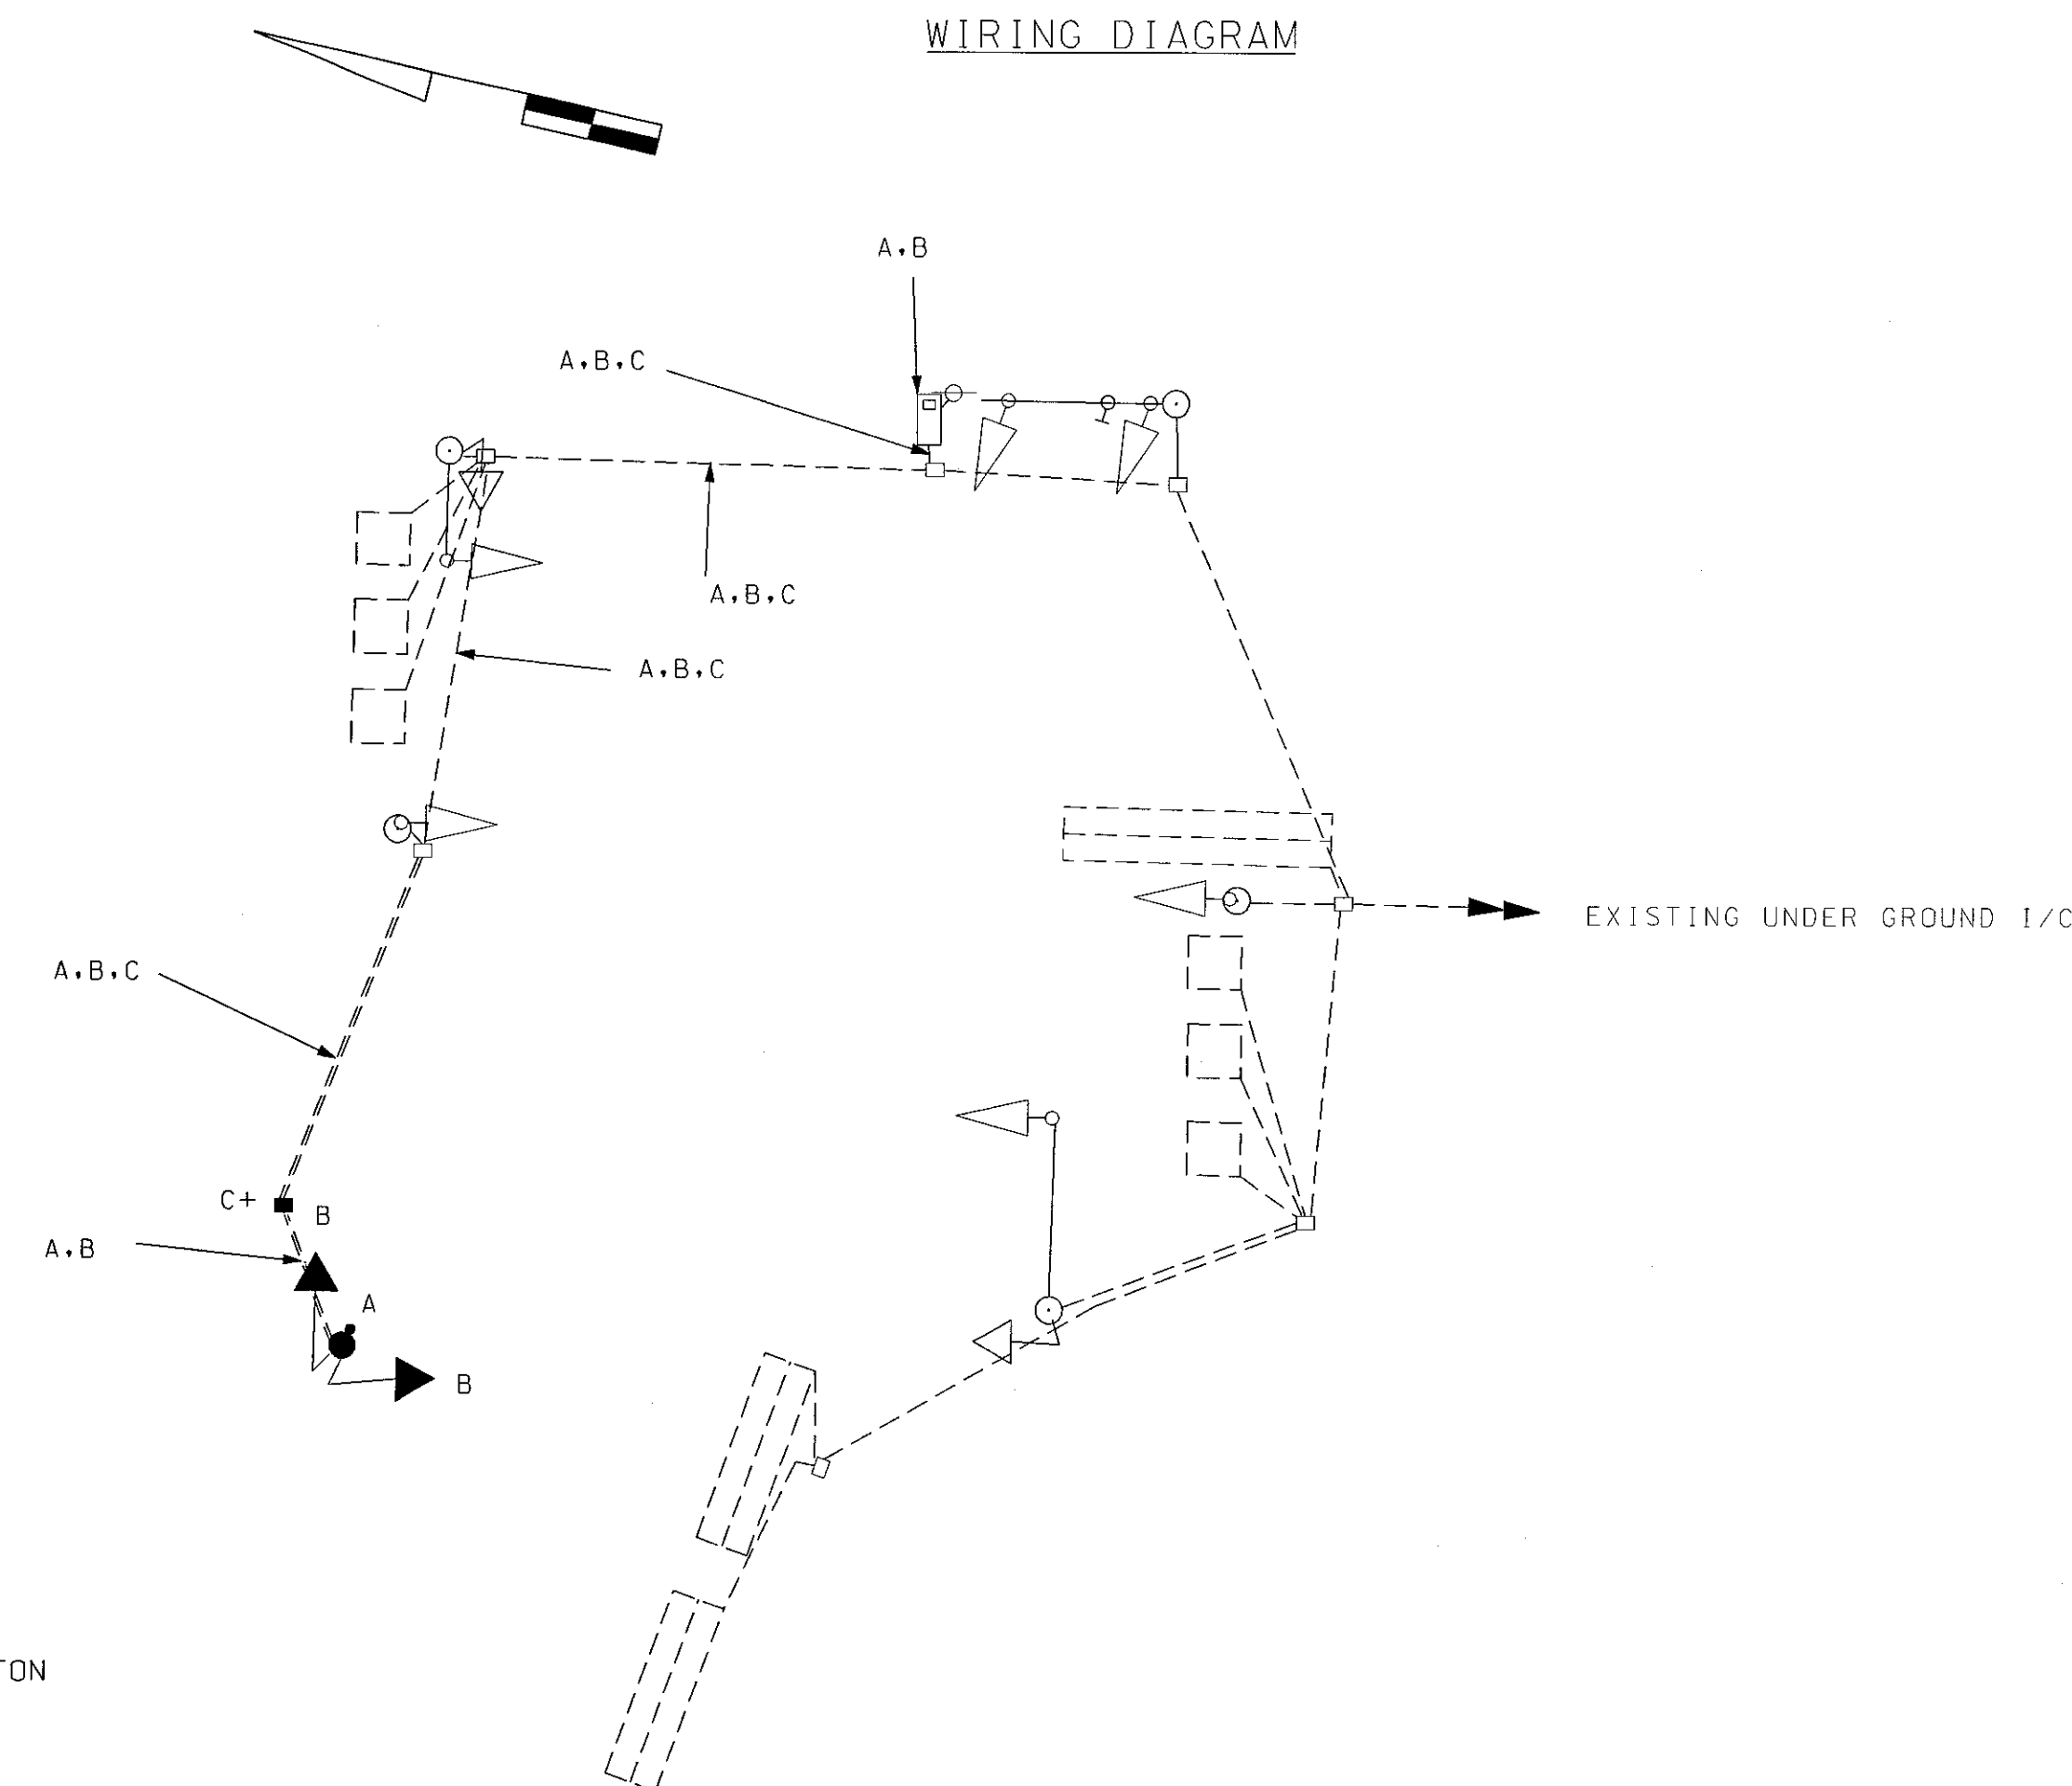 WIRING DIAGRAM
A,B
A,B,C
A,B,C
A,B,C
EXISTING UNDER GROUND I/C
A,B,C
C+
B
A,B
A
B
TON